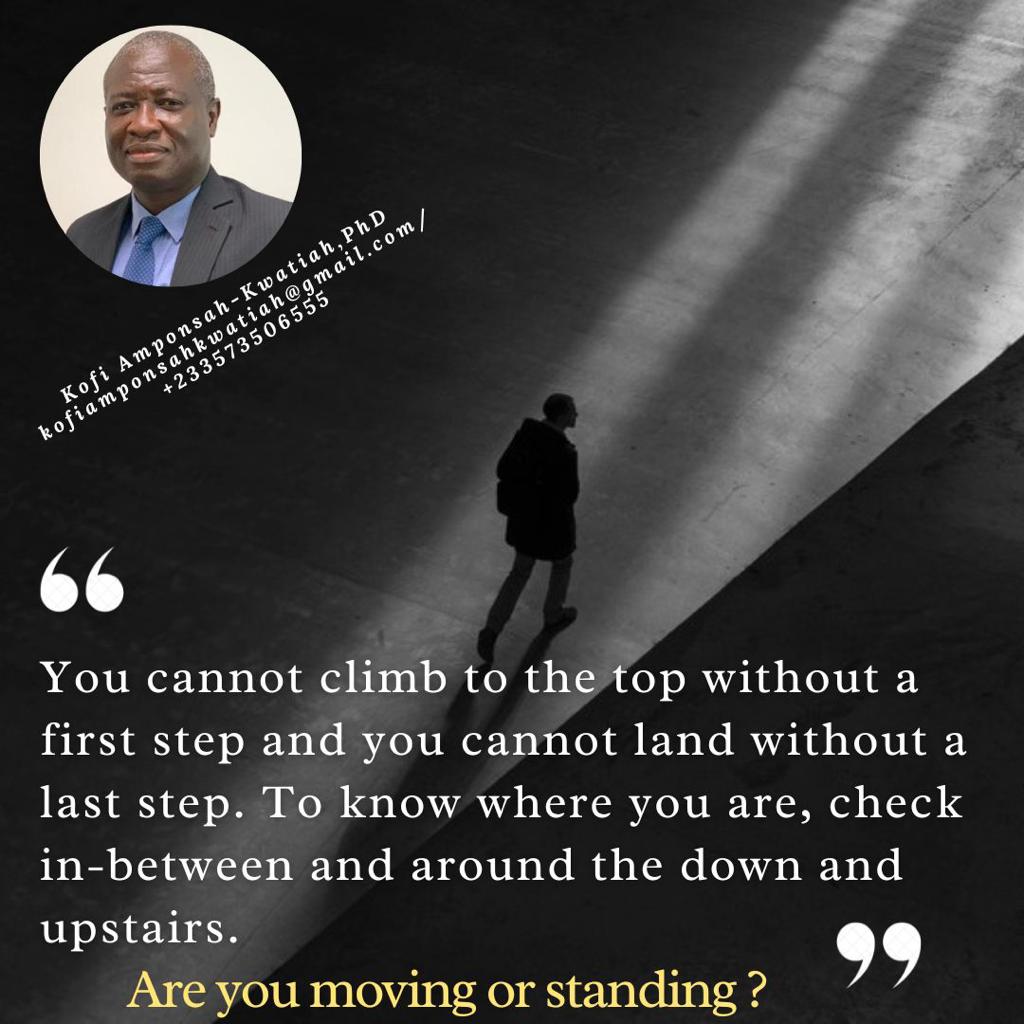 Kofi Amponsah-Kwatiah,PhD
kofiamponsahkwatiah@gmail.com/
+233573506555
“
You cannot climb to the top without a
first step and you cannot land without a
last step. To know where you are, check
in-between and around the down and
upstairs.
”
Are you moving or standing ?